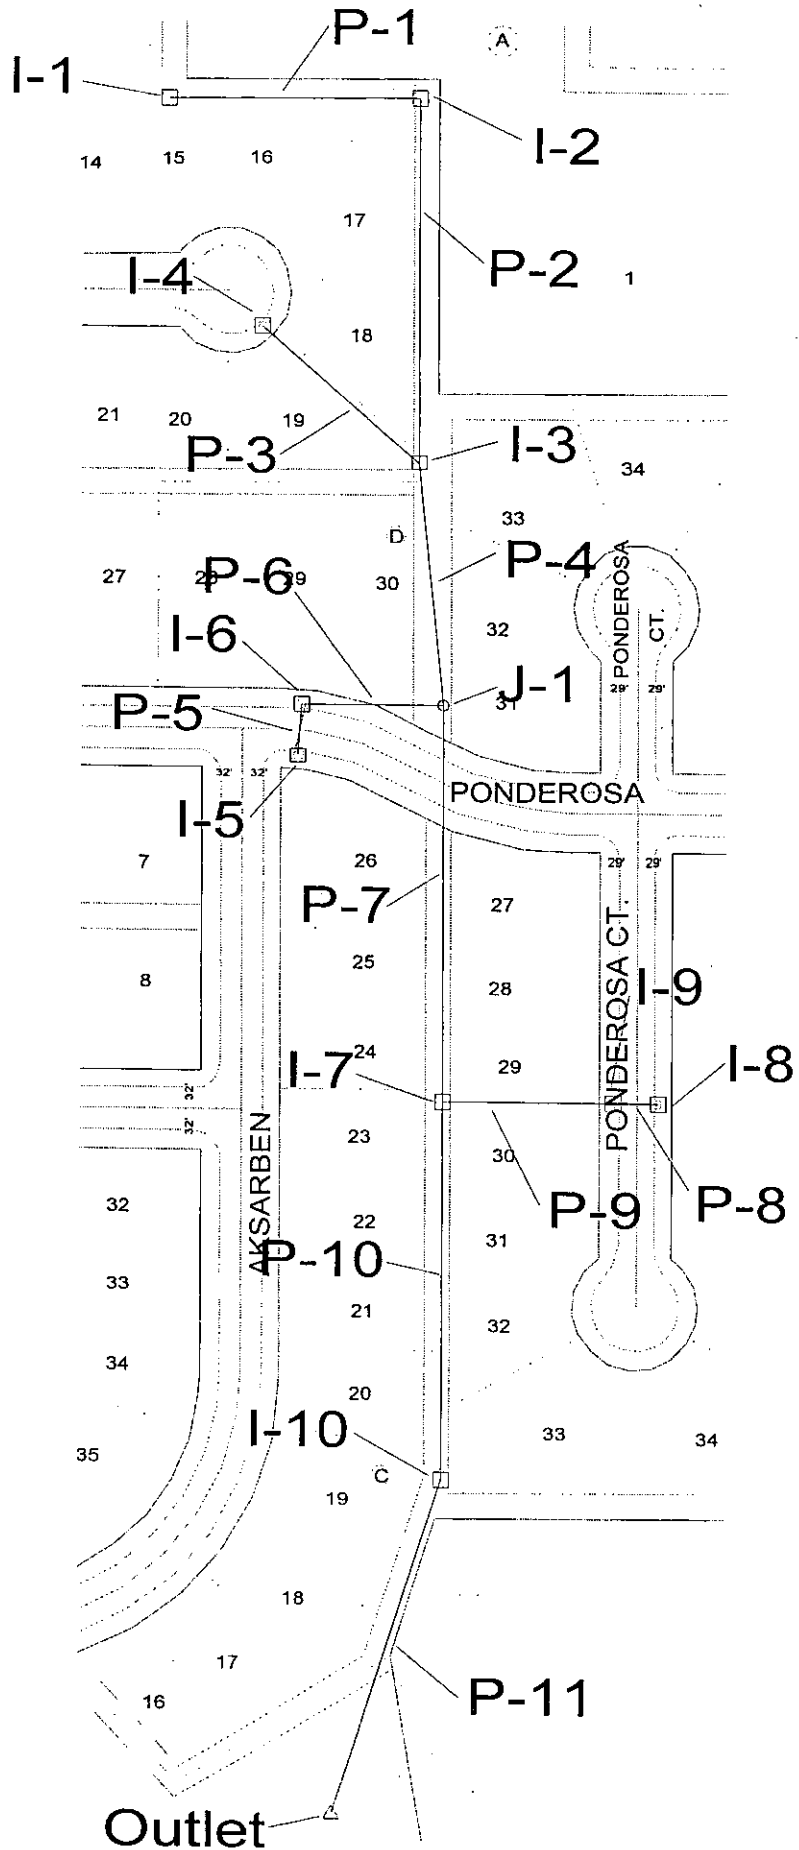 P-1
A
I-1
I-2
14
15
16
17
P-2
I-4
1
18
21
20
19
P-3
I-3
34
33
D
P-4
PONDEROSA CT.
27
28
P-6
29
30
32
I-6
J-1
31
29'
29'
P-5
32'
32'
PONDEROSA
I-5
7
26
29'
29'
P-7
27
25
8
28
PONDEROSA CT.
I-9
24
I-7
29
I-8
32'
32'
23
30
AKSARBEN
32
22
P-9
P-8
31
P-10
33
21
32
34
20
I-10
33
34
35
C
19
18
17
P-11
16
Outlet